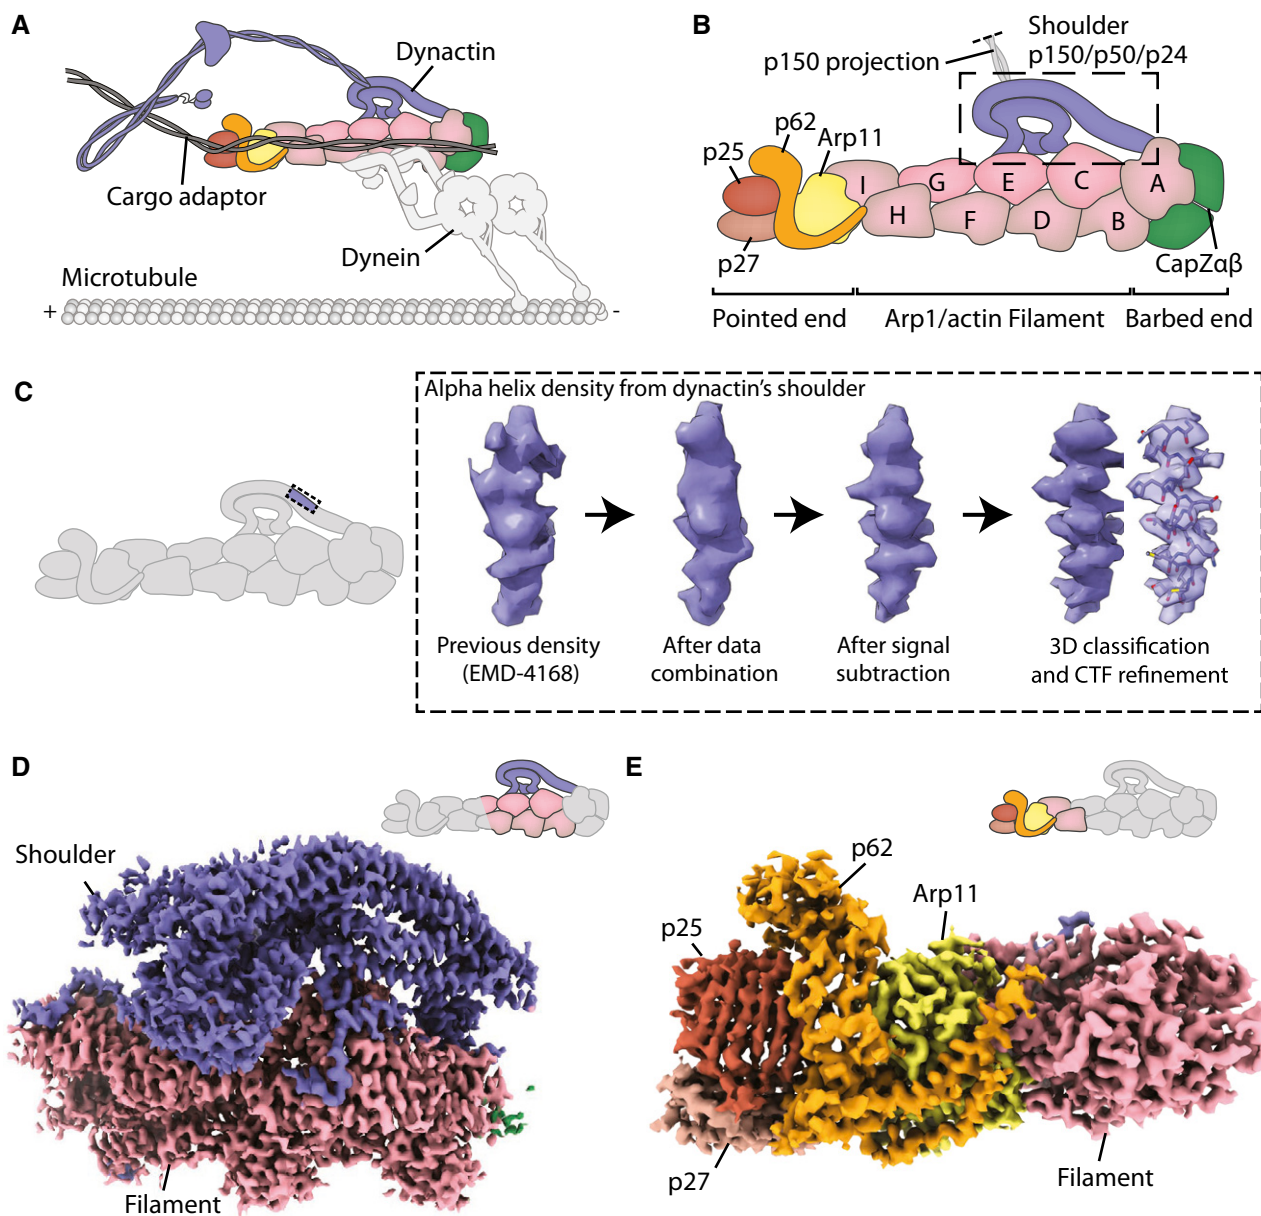 A
Dynactin
Cargo adaptor
Dynein
Microtubule
+
-
B
Shoulder
p150/p50/p24
p150 projection
p62
Arp11
p25
p27
I
G
E
C
A
H
F
D
B
CapZαβ
Pointed end
Arp1/actin Filament
Barbed end
C
Alpha helix density from dynactin's shoulder
Previous density
(EMD-4168)
After data
combination
After signal
subtraction
3D classification
and CTF refinement
D
Shoulder
Filament
E
p62
Arp11
p25
p27
Filament